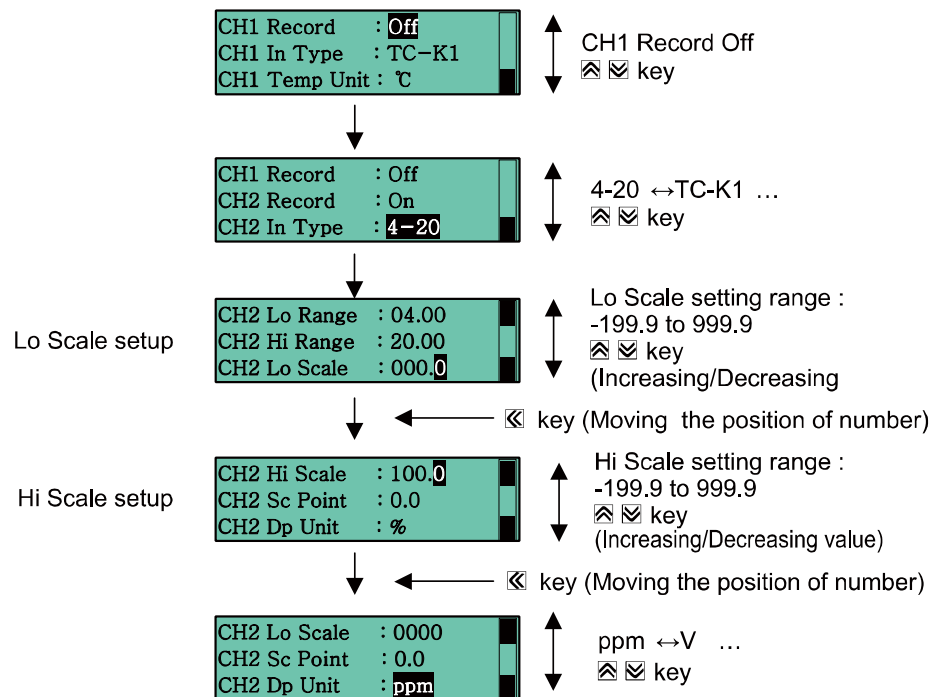 CH1 Record : Off
CH1 In Type : TC-K1
CH1 Temp Unit : ℃
CH1 Record Off
key
CH1 Record : Off
CH2 Record : On
CH2 In Type : 4-20
4-20 ↔TC-K1 ...
key
Lo Scale setup
CH2 Lo Range : 04.00
CH2 Hi Range : 20.00
CH2 Lo Scale : 000.0
Lo Scale setting range :
-199.9 to 999.9
key
(Increasing/Decreasing
key (Moving the position of number)
Hi Scale setup
CH2 Hi Scale : 100.0
CH2 Sc Point : 0.0
CH2 Dp Unit : %
Hi Scale setting range :
-199.9 to 999.9
key
(Increasing/Decreasing value)
key (Moving the position of number)
CH2 Lo Scale : 0000
CH2 Sc Point : 0.0
CH2 Dp Unit : ppm
ppm ↔V ...
key